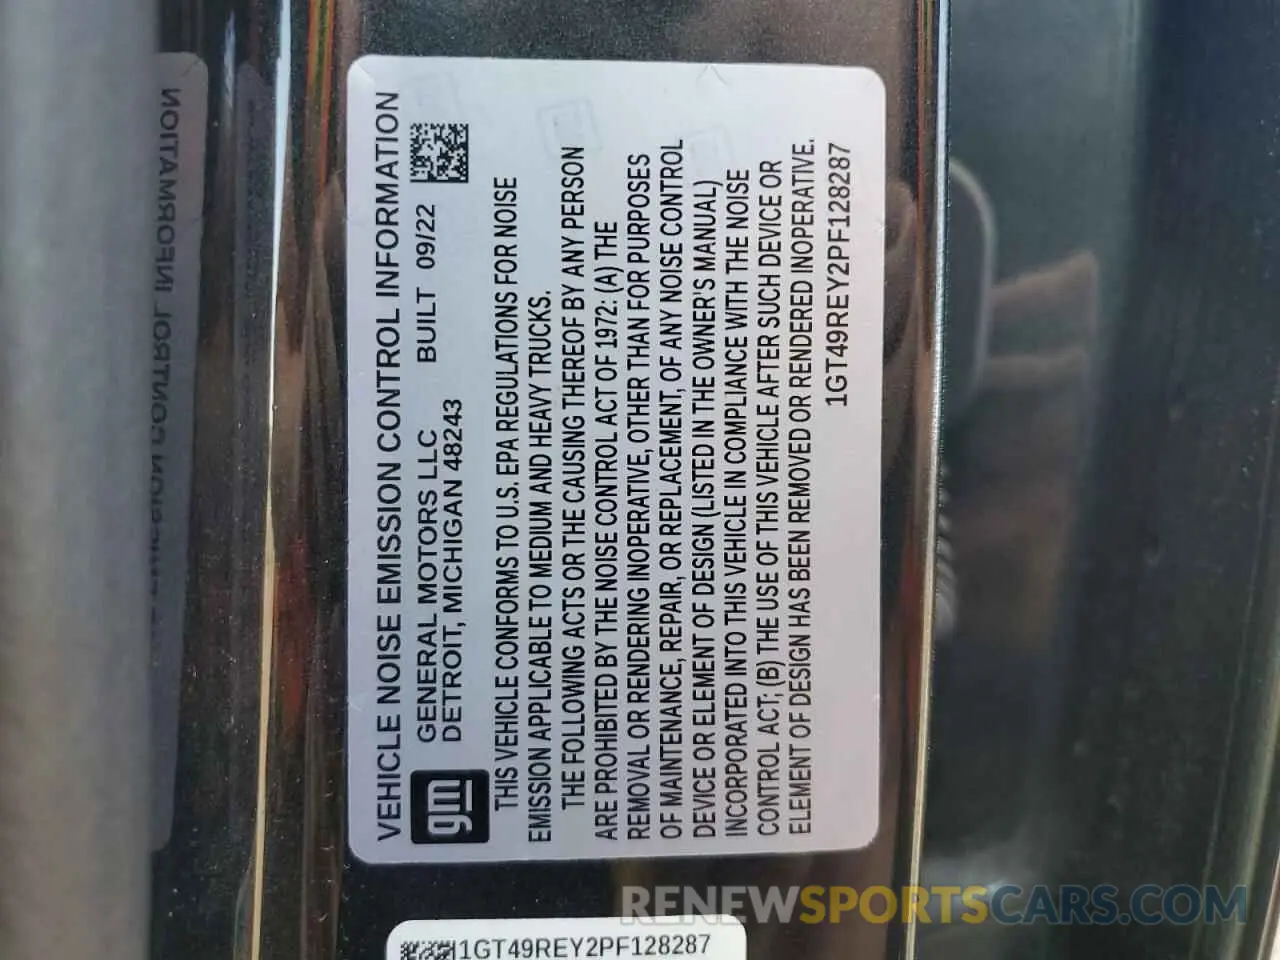 VEHICLE NOISE EMISSION CONTROL INFORMATION
gm
GENERAL MOTORS LLC BUILT 09/22
DETROIT, MICHIGAN 48243
THIS VEHICLE CONFORMS TO U.S. EPA REGULATIONS FOR NOISE
EMISSION APPLICABLE TO MEDIUM AND HEAVY TRUCKS.
THE FOLLOWING ACTS OR THE CAUSING THEREOF BY ANY PERSON
ARE PROHIBITED BY THE NOISE CONTROL ACT OF 1972: (A) THE
REMOVAL OR RENDERING INOPERATIVE, OTHER THAN FOR PURPOSES
OF MAINTENANCE, REPAIR, OR REPLACEMENT, OF ANY NOISE CONTROL
DEVICE OR ELEMENT OF DESIGN (LISTED IN THE OWNER'S MANUAL)
INCORPORATED INTO THIS VEHICLE IN COMPLIANCE WITH THE NOISE
CONTROL ACT; (B) THE USE OF THIS VEHICLE AFTER SUCH DEVICE OR
ELEMENT OF DESIGN HAS BEEN REMOVED OR RENDERED INOPERATIVE.
1GT49REY2PF128287
1GT49REY2PF128287
RENEWSPORTSCARS.COM